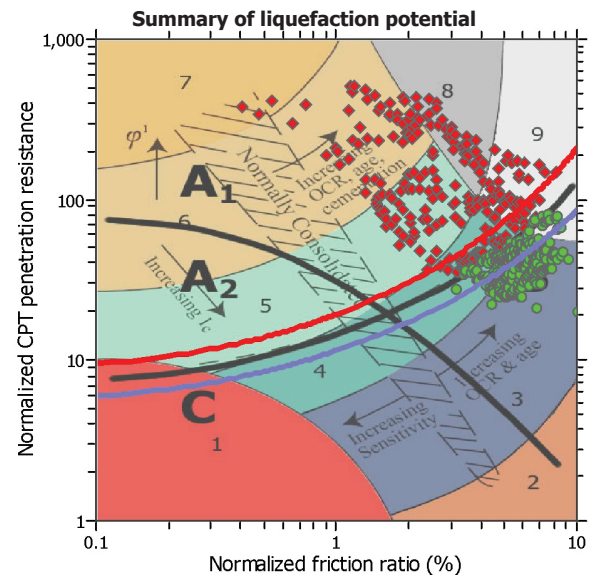 Summary of liquefaction potential
Normalized CPT penetration resistance
1,000
100
10
1
7
8
9
φ'
A1
Normally Consolidated
Increasing
OCR, age,
cementation
6
A2
Increasing Ic
5
4
C
Increasing
OCR & age
3
Increasing
Sensitivity
1
2
0.1
1
10
Normalized friction ratio (%)